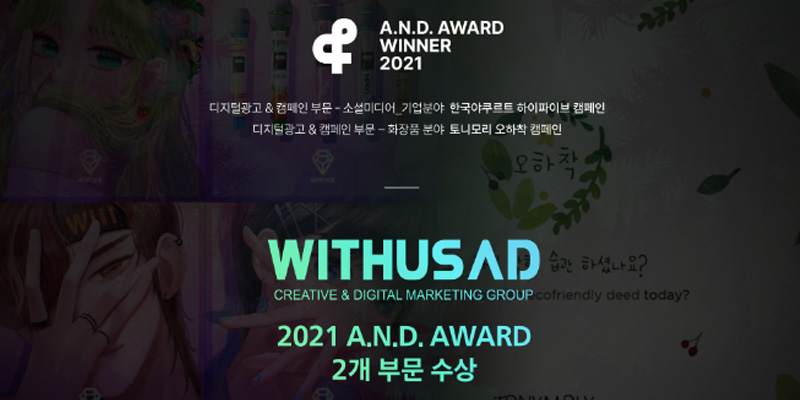 A.N.D. AWARD
WINNER
2021
디지털광고 & 캠페인 부문 – 소셜미디어_기업분야 한국야쿠르트 하이파이브 캠페인
디지털광고 & 캠페인 부문 – 화장품 분야 토니모리 오하착 캠페인
오하착
습관 하셨나요?
WITHUSAD
CREATIVE & DIGITAL MARKETING GROUP
cofriendly deed today?
2021 A.N.D. AWARD
2개 부문 수상